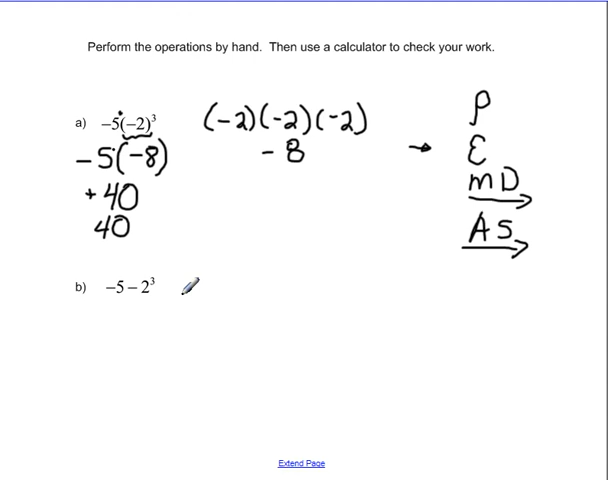 Perform the operations by hand. Then use a calculator to check your work.
a) −5(−2)³ (-2)(-2)(-2) P
-5(-8) -8 → E
+40 MD
40 AS
b) −5 − 2³
Extend Page